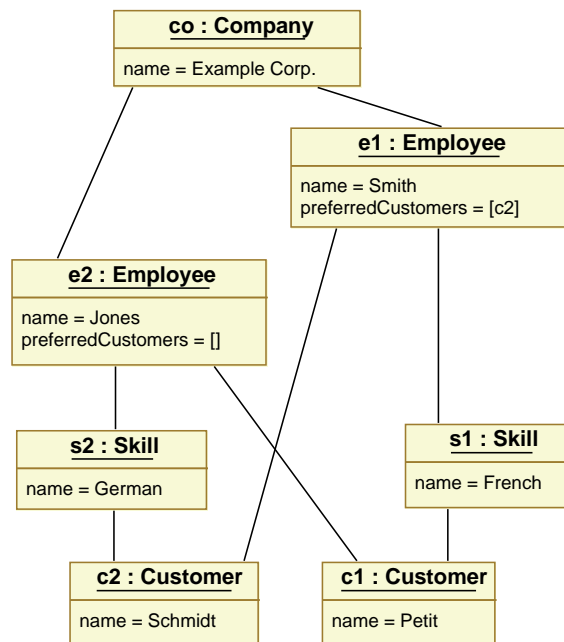 co : Company
name = Example Corp.
e1 : Employee
name = Smith
preferredCustomers = [c2]
e2 : Employee
name = Jones
preferredCustomers = []
s2 : Skill
name = German
s1 : Skill
name = French
c2 : Customer
name = Schmidt
c1 : Customer
name = Petit